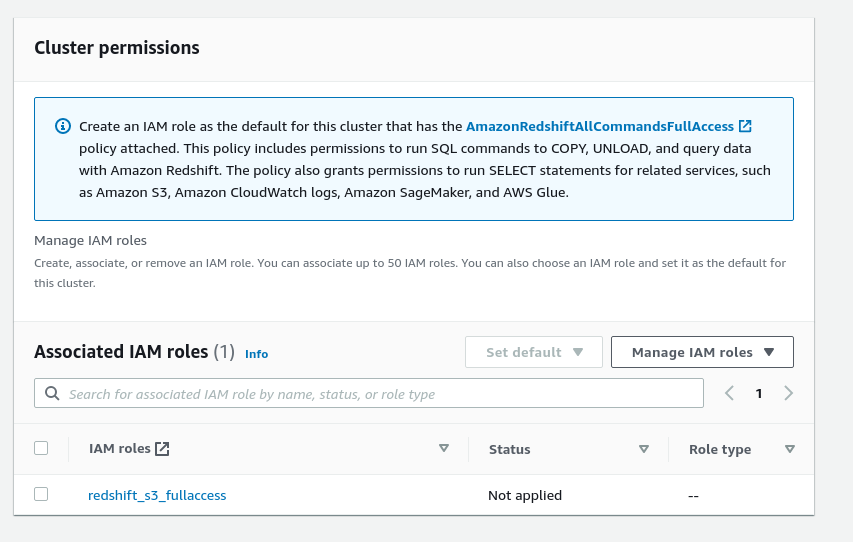 Cluster permissions
Create an IAM role as the default for this cluster that has the AmazonRedshiftAllCommandsFullAccess
policy attached. This policy includes permissions to run SQL commands to COPY, UNLOAD, and query data
with Amazon Redshift. The policy also grants permissions to run SELECT statements for related services, such
as Amazon S3, Amazon CloudWatch logs, Amazon SageMaker, and AWS Glue.
Manage IAM roles
Create, associate, or remove an IAM role. You can associate up to 50 IAM roles. You can also choose an IAM role and set it as the default for
this cluster.
Associated IAM roles (1) Info Set default Manage IAM roles
Search for associated IAM role by name, status, or role type 1
IAM roles Status Role type
redshift_s3_fullaccess Not applied --